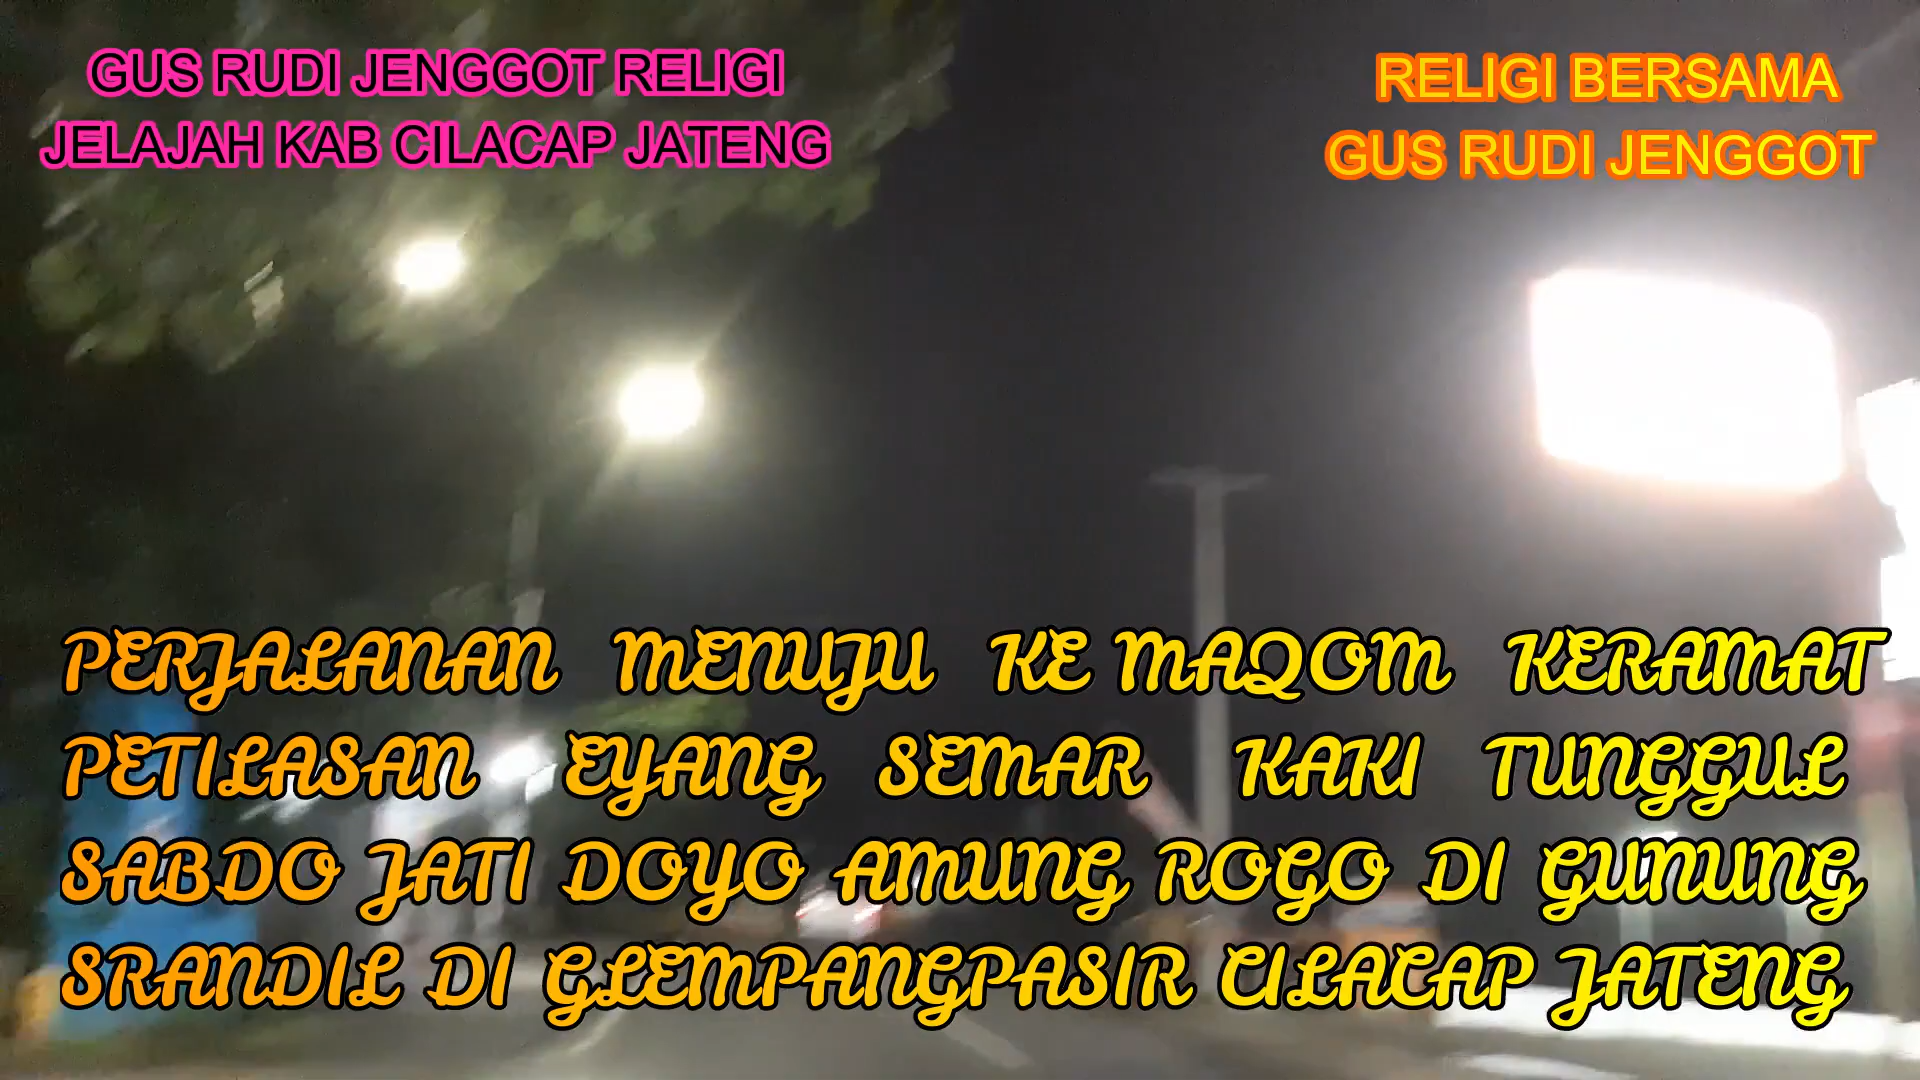 GUS RUDI JENGGOT RELIGI
JELAJAH KAB CILACAP JATENG
RELIGI BERSAMA
GUS RUDI JENGGOT
PERJALANAN MENUJU KE MAQOM KERAMAT
PETILASAN EYANG SEMAR KAKI TUNGGUL
SABDO JATI DOYO AMUNG ROGO DI GUNUNG
SRANDIL DI GLEMPANGPASIR CILACAP JATENG